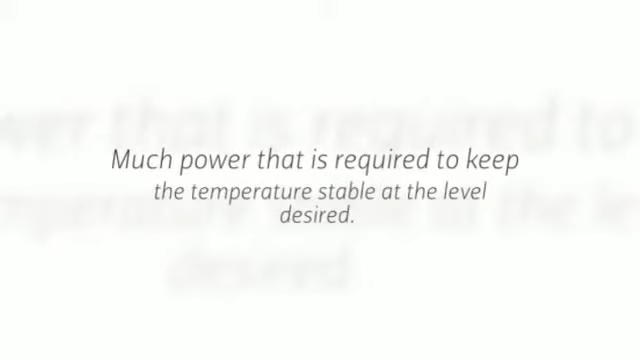 Much power that is required to keep
the temperature stable at the level
desired.